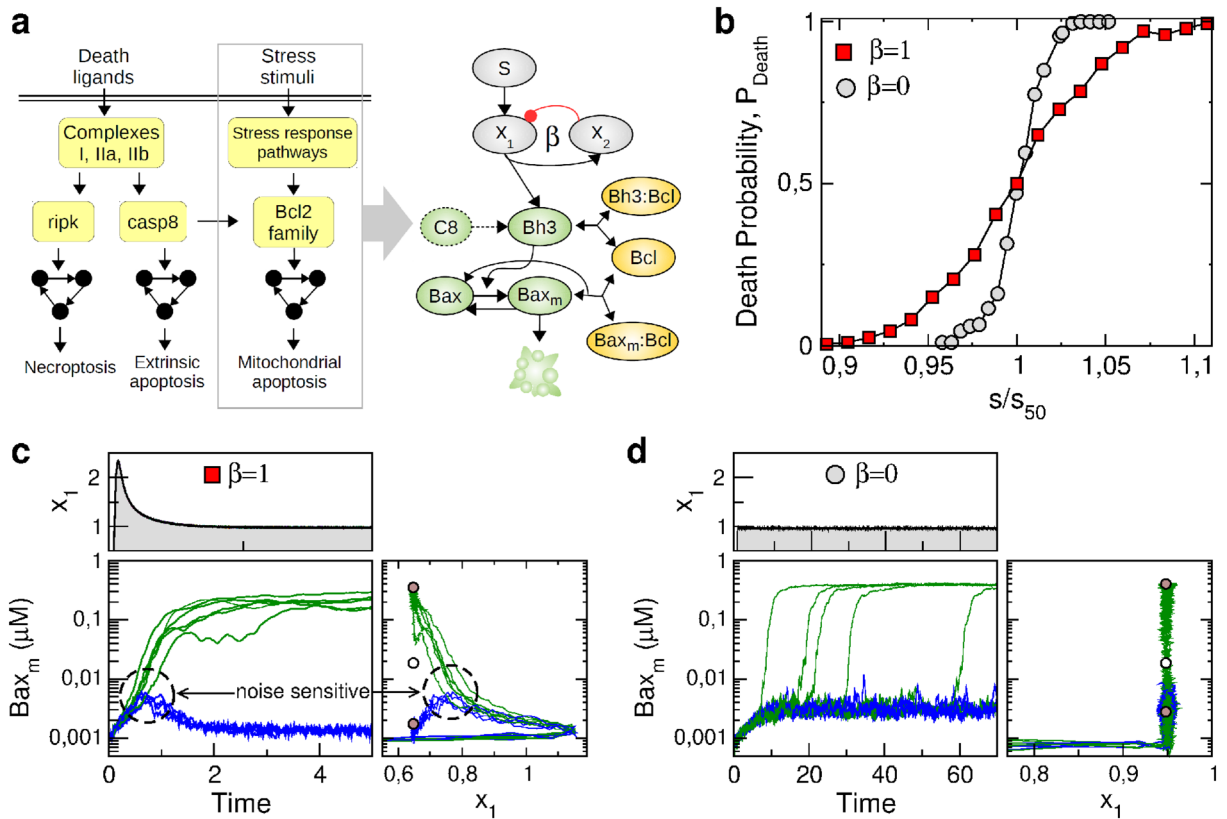 a
Death
ligands
Stress
stimuli
Complexes
I, IIa, IIb
Stress response
pathways
ripk
casp8
Bcl2
family
Necroptosis
Extrinsic
apoptosis
Mitochondrial
apoptosis
S
X1
β
X2
Bh3:Bcl
C8
Bh3
Bcl
Bax
Baxm
Baxm:Bcl
b
Death Probability, PDeath
1
0,5
0
β=1
β=0
0,9
0,95
1
1,05
1,1
s/s50
c
β=1
x1
2
1
Baxm (μM)
1
0,1
0,01
0,001
noise sensitive
0
2
4
Time
0,6
0,8
1
x1
d
β=0
x1
2
1
Baxm (μM)
1
0,1
0,01
0,001
0
20
40
60
Time
0,8
0,9
1
x1